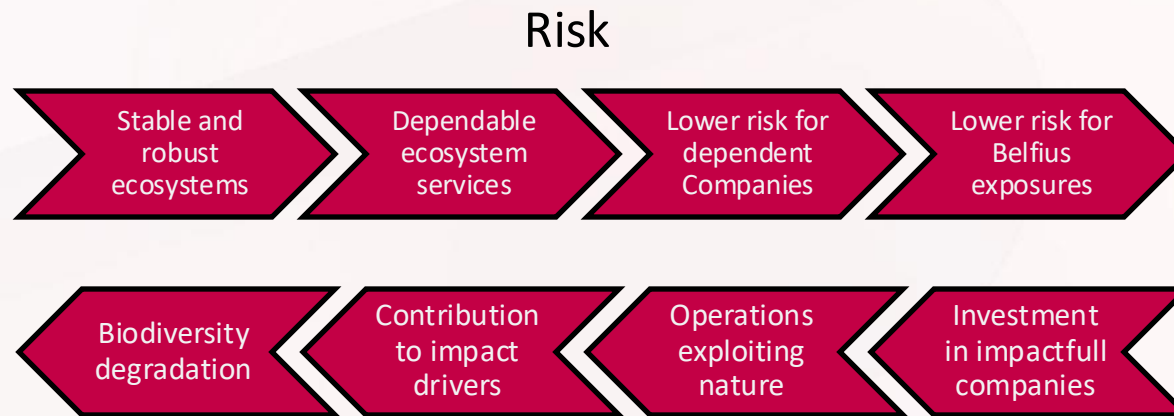 Risk
Stable and
robust
ecosystems
Dependable
ecosystem
services
Lower risk for
dependent
Companies
Lower risk for
Belfius
exposures
Biodiversity
degradation
Contribution
to impact
drivers
Operations
exploiting
nature
Investment
in impactfull
companies